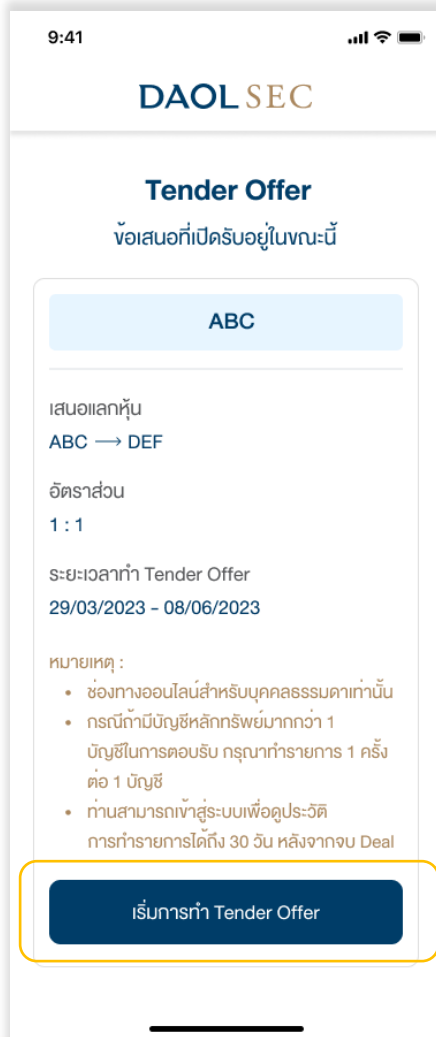 9:41
DAOL SEC
Tender Offer
ข้อเสนอที่เปิดรับอยู่ในขณะนี้
ABC
เสนอแลกหุ้น
ABC → DEF
อัตราส่วน
1 : 1
ระยะเวลาทำ Tender Offer
29/03/2023 - 08/06/2023
หมายเหตุ :
• ช่องทางออนไลน์สำหรับบุคคลธรรมดาเท่านั้น
• กรณีถ้ามีบัญชีหลักทรัพย์มากกว่า 1
บัญชีในการตอบรับ กรุณาทำรายการ 1 ครั้ง
ต่อ 1 บัญชี
• ท่านสามารถเข้าสู่ระบบเพื่อดูประวัติ
การทำรายการได้ถึง 30 วัน หลังจากจบ Deal
เริ่มการทำ Tender Offer